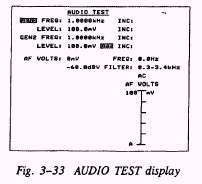 AUDIO TEST
GEN1 FREQ: 1.0000kHz INC:
LEVEL: 100.0mV INC:
GEN2 FREQ: 1.0000kHz INC:
LEVEL: 100.0mV OFF INC:
AF VOLTS: 0mV FREQ: 0.0Hz
-60.0dBV FILTER: 0.3-3.4kHz
AC
AF VOLTS
100 mV
A
Fig. 3-33 AUDIO TEST display